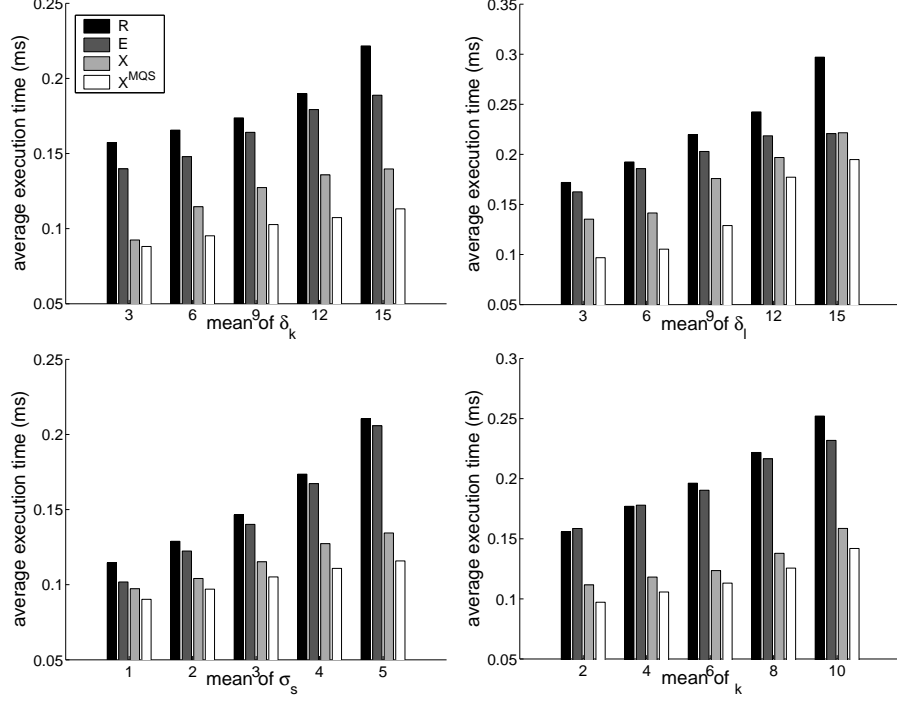 0.25
0.2
0.15
0.1
0.05
average execution time (ms)
R
E
X
X^MQS
3 6 9 12 15
mean of δ_k
0.35
0.3
0.25
0.2
0.15
0.1
0.05
average execution time (ms)
3 6 9 12 15
mean of δ_l
0.25
0.2
0.15
0.1
0.05
average execution time (ms)
1 2 3 4 5
mean of σ_s
0.3
0.25
0.2
0.15
0.1
0.05
average execution time (ms)
2 4 6 8 10
mean of _k